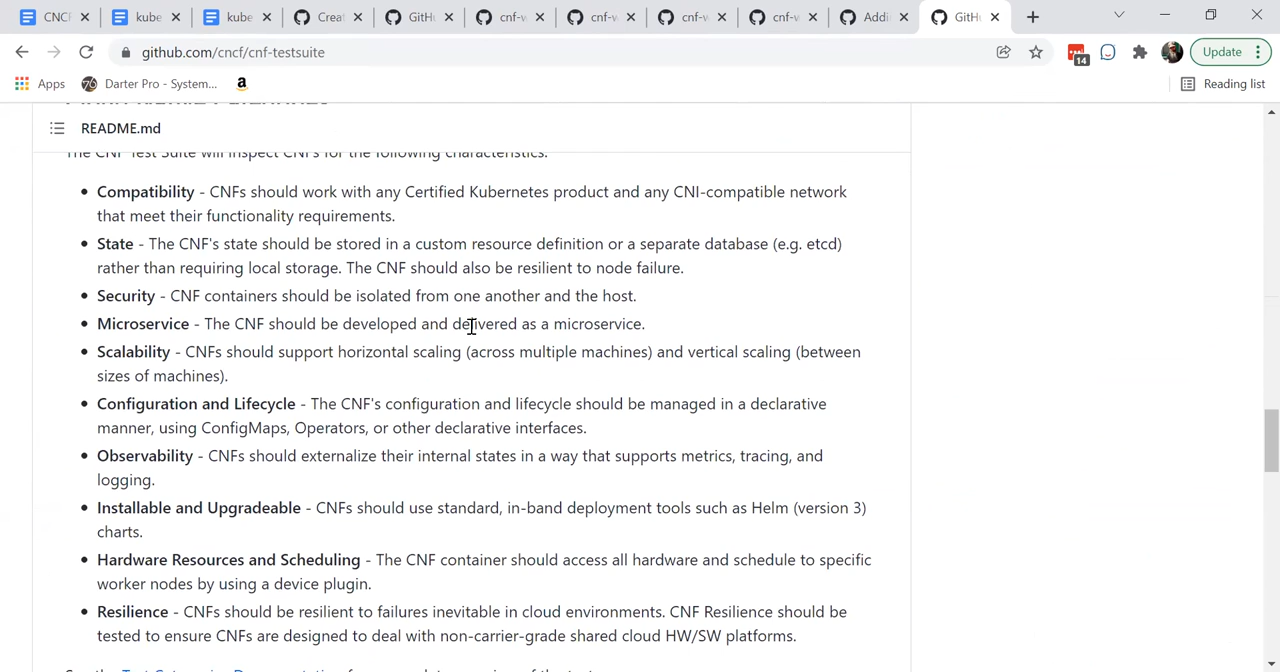 CNCF
kube
kube
Creat
GitHu
cnf-w
cnf-w
cnf-w
cnf-w
Addi
GitHu
github.com/cncf/cnf-testsuite
14
Update
Apps
Darter Pro - System...
Reading list
README.md
The CNF Test Suite will inspect CNFs for the following characteristics:
• Compatibility - CNFs should work with any Certified Kubernetes product and any CNI-compatible network
that meet their functionality requirements.
• State - The CNF's state should be stored in a custom resource definition or a separate database (e.g. etcd)
rather than requiring local storage. The CNF should also be resilient to node failure.
• Security - CNF containers should be isolated from one another and the host.
• Microservice - The CNF should be developed and delivered as a microservice.
• Scalability - CNFs should support horizontal scaling (across multiple machines) and vertical scaling (between
sizes of machines).
• Configuration and Lifecycle - The CNF's configuration and lifecycle should be managed in a declarative
manner, using ConfigMaps, Operators, or other declarative interfaces.
• Observability - CNFs should externalize their internal states in a way that supports metrics, tracing, and
logging.
• Installable and Upgradeable - CNFs should use standard, in-band deployment tools such as Helm (version 3)
charts.
• Hardware Resources and Scheduling - The CNF container should access all hardware and schedule to specific
worker nodes by using a device plugin.
• Resilience - CNFs should be resilient to failures inevitable in cloud environments. CNF Resilience should be
tested to ensure CNFs are designed to deal with non-carrier-grade shared cloud HW/SW platforms.